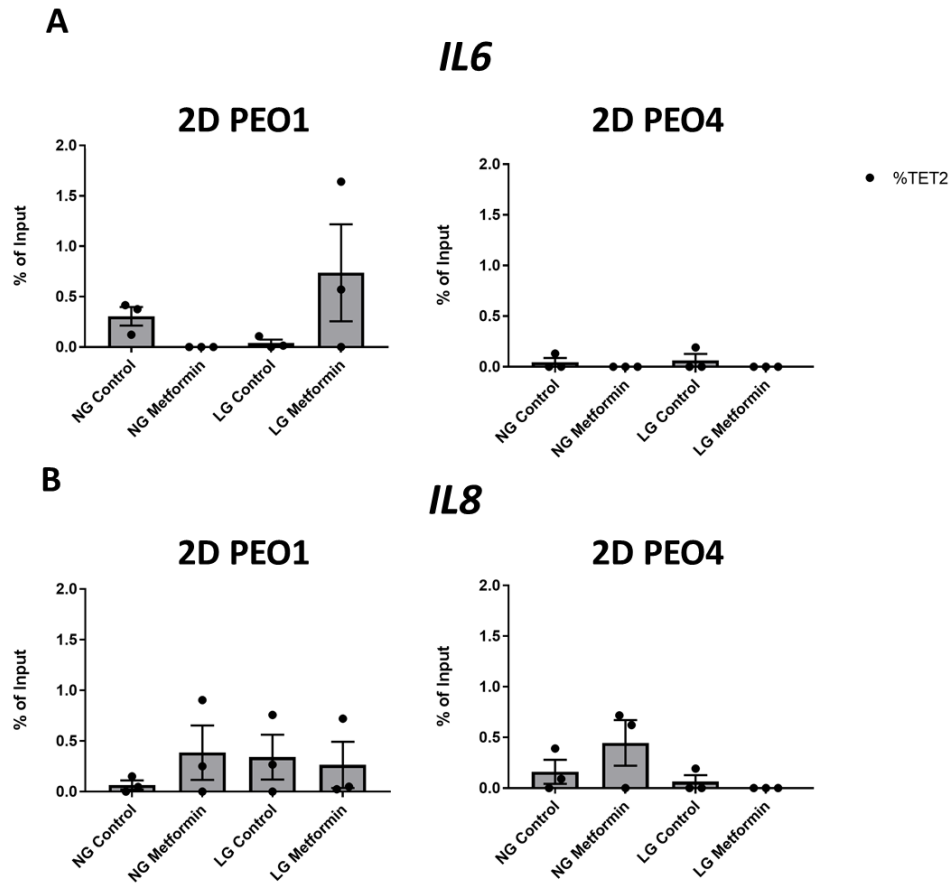 A
IL6
2D PEO1
2D PEO4
% of Input
2.0
1.5
1.0
0.5
0.0
NG Control
NG Metformin
LG Control
LG Metformin
% of Input
2.0
1.5
1.0
0.5
0.0
NG Control
NG Metformin
LG Control
LG Metformin
%TET2
B
IL8
2D PEO1
2D PEO4
% of Input
2.0
1.5
1.0
0.5
0.0
NG Control
NG Metformin
LG Control
LG Metformin
% of Input
2.0
1.5
1.0
0.5
0.0
NG Control
NG Metformin
LG Control
LG Metformin